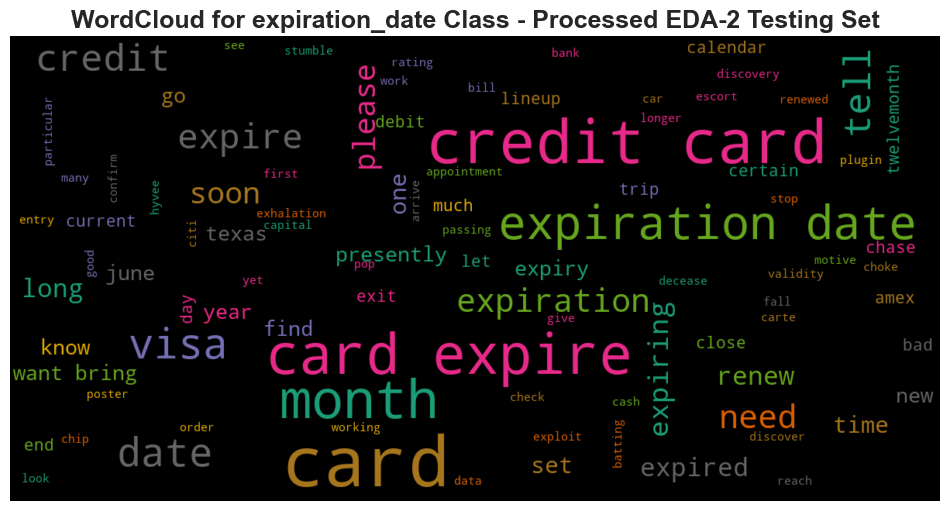 WordCloud for expiration_date Class - Processed EDA-2 Testing Set
see
stumble
bank
calendar
credit
rating
work
bill
discovery
tell
go
please
lineup
car
escort
renewed
twelvemonth
particular
debit
longer
expire
credit card
plugin
many
confirm
first
appointment
certain
hyvee
soon
one
arrive
much
trip
stop
entry
current
citi
exhalation
capital
texas
passing
expiration date
chase
good
june
presently
let
expiry
pop
decease
motive
validity
choke
long
yet
day
year
exit
expiration
fall
carte
amex
know
visa
find
give
card expire
expiring
close
bad
want bring
poster
month
check
cash
renew
new
end
chip
order
working
need
time
look
date
card
data
set
exploit
batting
discover
expired
reach